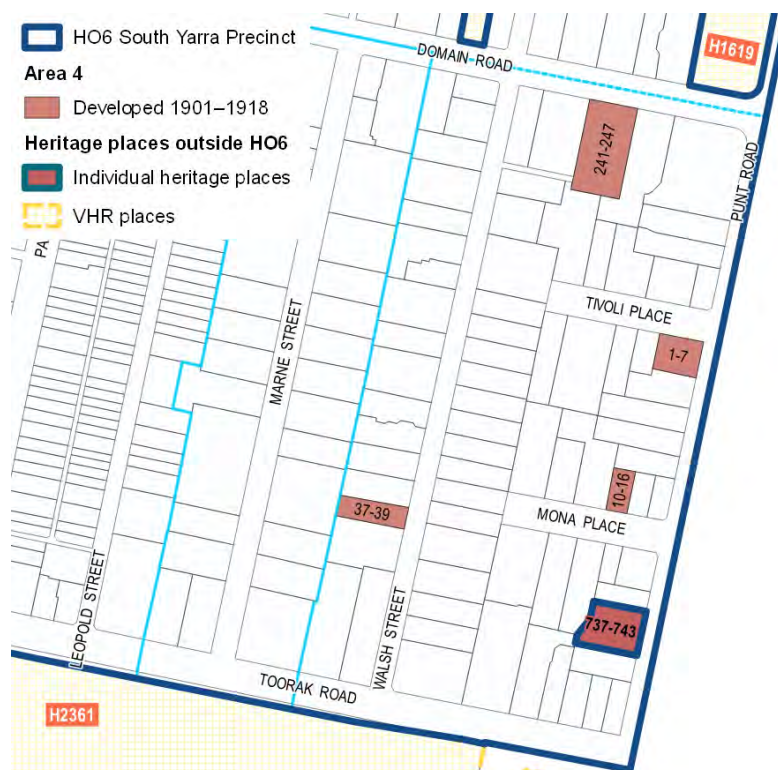 HO6 South Yarra Precinct
Area 4
Developed 1901–1918
Heritage places outside HO6
Individual heritage places
VHR places
DOMAIN ROAD
H1619
241-247
PUNT ROAD
PA
TIVOLI PLACE
MARNE STREET
1-7
10-16
37-39
MONA PLACE
LEOPOLD STREET
WALSH STREET
737-743
TOORAK ROAD
H2361